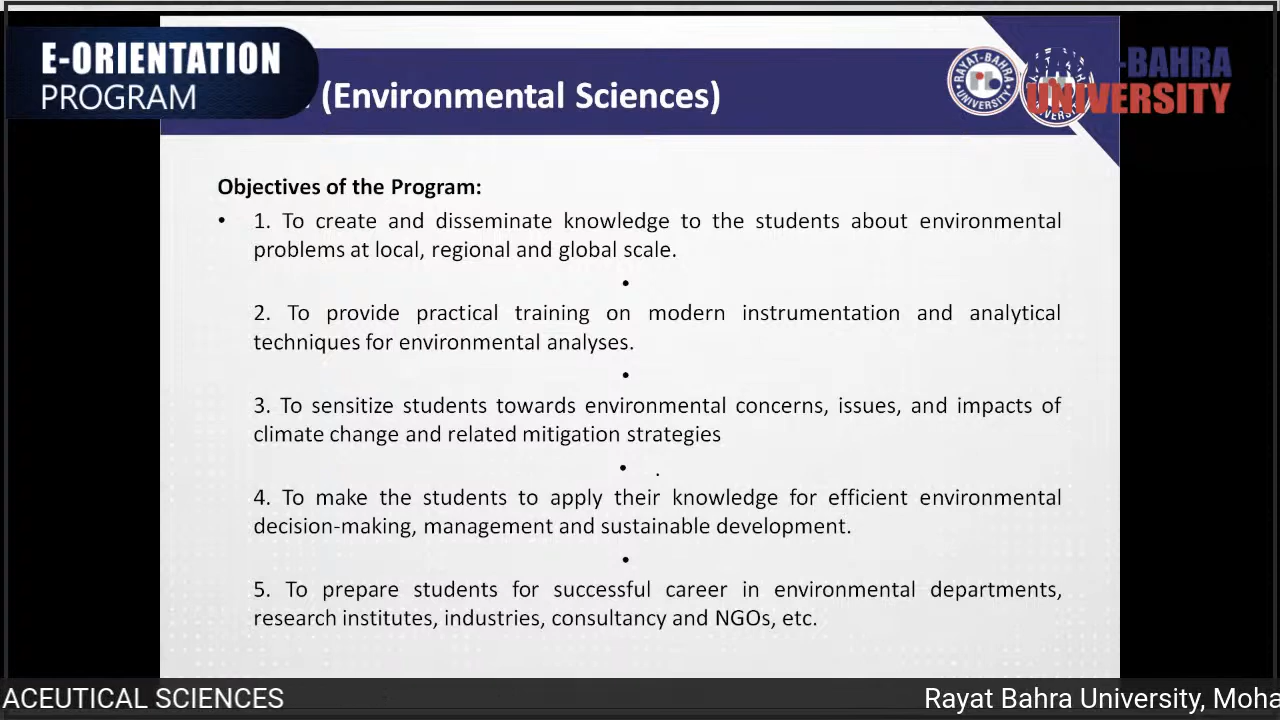 E-ORIENTATION
PROGRAM
(Environmental Sciences)
RAYAT-BAHRA
UNIVERSITY
-BAHRA
UNIVERSITY
Objectives of the Program:
• 1. To create and disseminate knowledge to the students about environmental
problems at local, regional and global scale.
•
2. To provide practical training on modern instrumentation and analytical
techniques for environmental analyses.
•
3. To sensitize students towards environmental concerns, issues, and impacts of
climate change and related mitigation strategies
• .
4. To make the students to apply their knowledge for efficient environmental
decision-making, management and sustainable development.
•
5. To prepare students for successful career in environmental departments,
research institutes, industries, consultancy and NGOs, etc.
ACEUTICAL SCIENCES
Rayat Bahra University, Moha